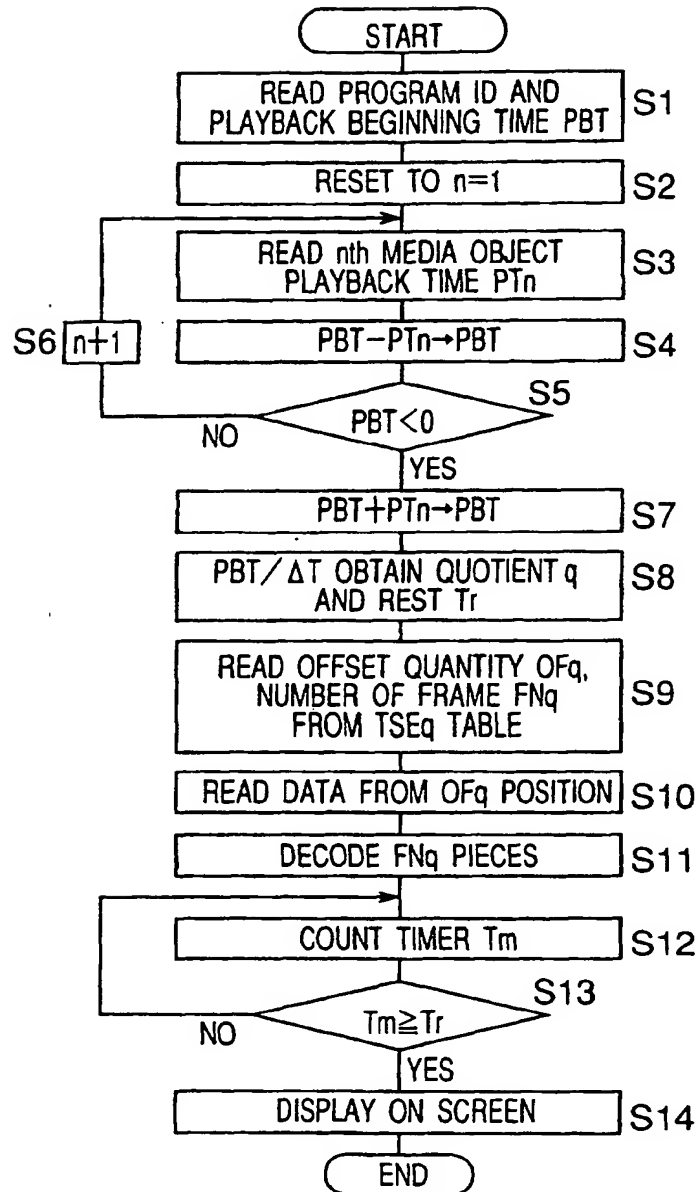 START
READ PROGRAM ID AND
PLAYBACK BEGINNING TIME PBT
S1
RESET TO n=1
S2
READ nth MEDIA OBJECT
PLAYBACK TIME PTn
S3
S6 n+1
PBT-PTn→PBT
S4
S5
PBT<0
NO
YES
PBT+PTn→PBT
S7
PBT/ΔT OBTAIN QUOTIENT q
AND REST Tr
S8
READ OFFSET QUANTITY OFq,
NUMBER OF FRAME FNq
FROM TSEq TABLE
S9
READ DATA FROM OFq POSITION
S10
DECODE FNq PIECES
S11
COUNT TIMER Tm
S12
S13
Tm≧Tr
NO
YES
DISPLAY ON SCREEN
S14
END